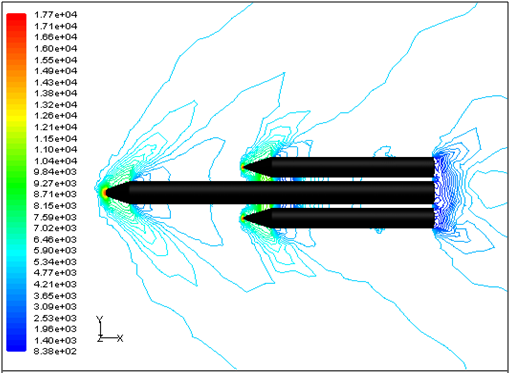 1.77e+04
1.71e+04
1.66e+04
1.60e+04
1.55e+04
1.49e+04
1.43e+04
1.38e+04
1.32e+04
1.26e+04
1.21e+04
1.15e+04
1.10e+04
1.04e+04
9.84e+03
9.27e+03
8.71e+03
8.15e+03
7.59e+03
7.02e+03
6.46e+03
5.90e+03
5.34e+03
4.77e+03
4.21e+03
3.65e+03
3.09e+03
2.53e+03
1.96e+03
1.40e+03
8.38e+02
Y
Z X